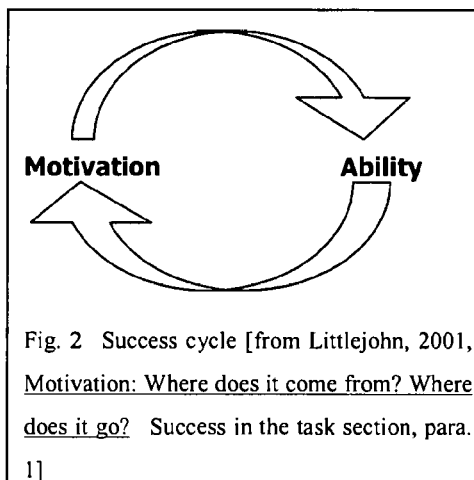 Motivation Ability
Fig. 2 Success cycle [from Littlejohn, 2001,
Motivation: Where does it come from? Where
does it go? Success in the task section, para.
1]